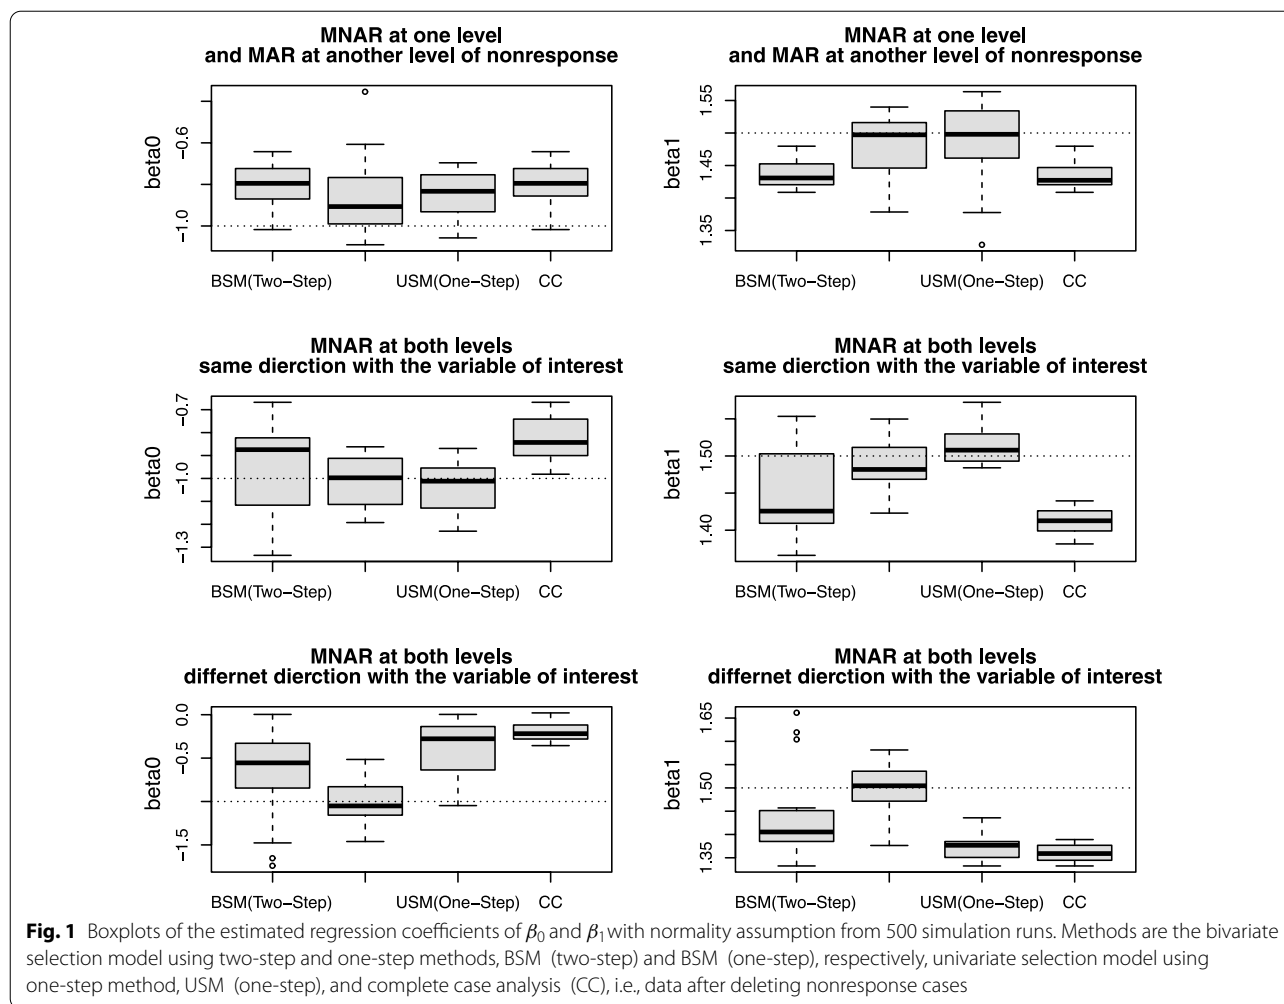 MNAR at one level
and MAR at another level of nonresponse
beta0
−0.6
−1.0
BSM(Two−Step)
USM(One−Step)
CC
MNAR at one level
and MAR at another level of nonresponse
beta1
1.55
1.45
1.35
BSM(Two−Step)
USM(One−Step)
CC
MNAR at both levels
same dierction with the variable of interest
beta0
−0.7
−1.0
−1.3
BSM(Two−Step)
USM(One−Step)
CC
MNAR at both levels
same dierction with the variable of interest
beta1
1.50
1.40
BSM(Two−Step)
USM(One−Step)
CC
MNAR at both levels
differnet dierction with the variable of interest
beta0
0.0
−0.5
−1.5
BSM(Two−Step)
USM(One−Step)
CC
MNAR at both levels
differnet dierction with the variable of interest
beta1
1.65
1.50
1.35
BSM(Two−Step)
USM(One−Step)
CC
Fig. 1 Boxplots of the estimated regression coefficients of β0 and β1 with normality assumption from 500 simulation runs. Methods are the bivariate
selection model using two-step and one-step methods, BSM (two-step) and BSM (one-step), respectively, univariate selection model using
one-step method, USM (one-step), and complete case analysis (CC), i.e., data after deleting nonresponse cases